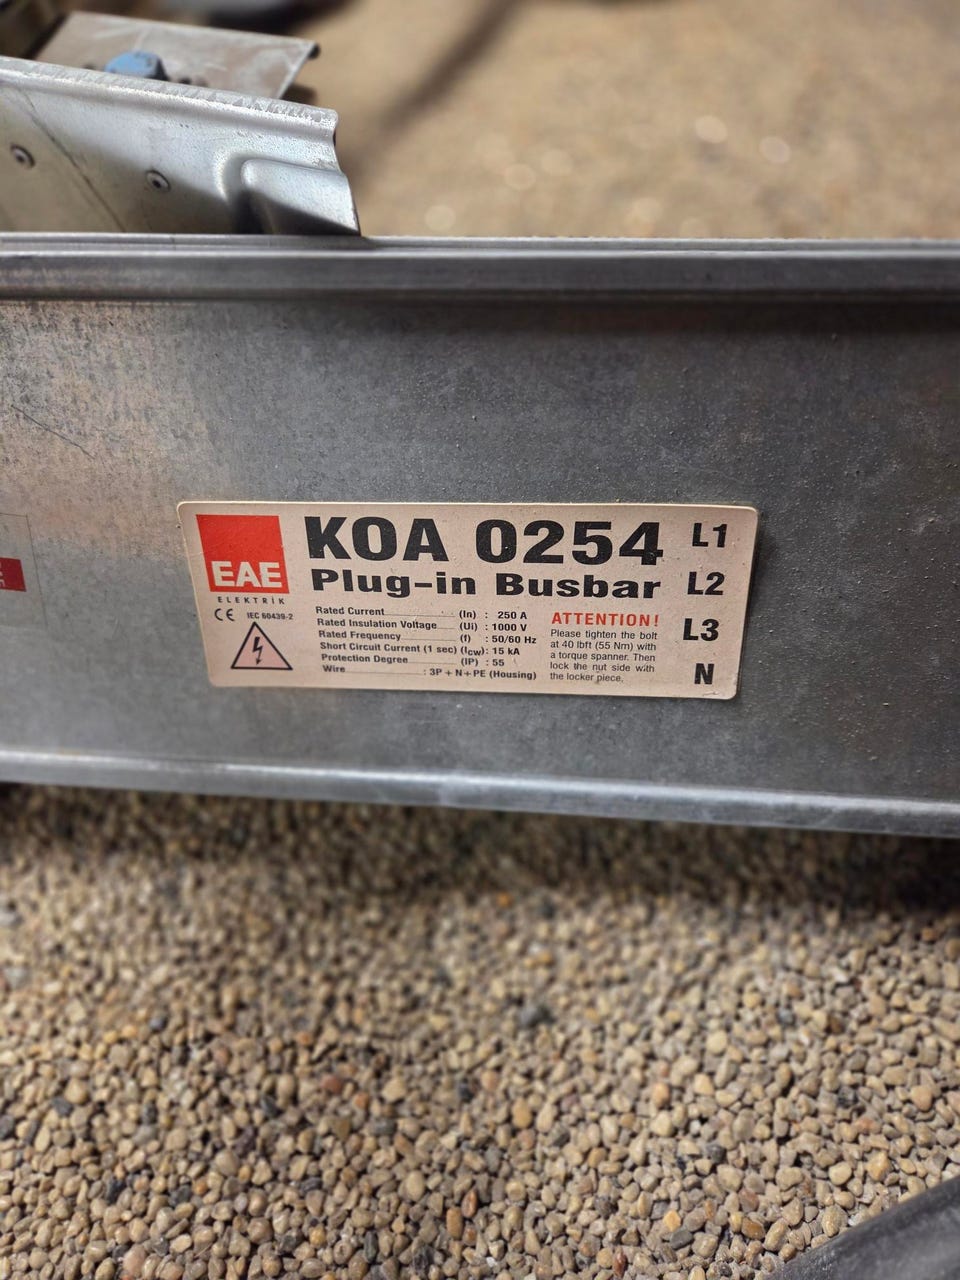 EAE
ELEKTRİK
CE IEC 60439-2
KOA 0254
Plug-in Busbar
Rated Current (In) : 250 A
Rated Insulation Voltage (Ui) : 1000 V
Rated Frequency (f) : 50/60 Hz
Short Circuit Current (1 sec) (Icw) : 15 kA
Protection Degree (IP) : 55
Wire : 3P + N + PE (Housing)
ATTENTION!
Please tighten the bolt
at 40 lbft (55 Nm) with
a torque spanner. Then
lock the nut side with
the locker piece.
L1
L2
L3
N